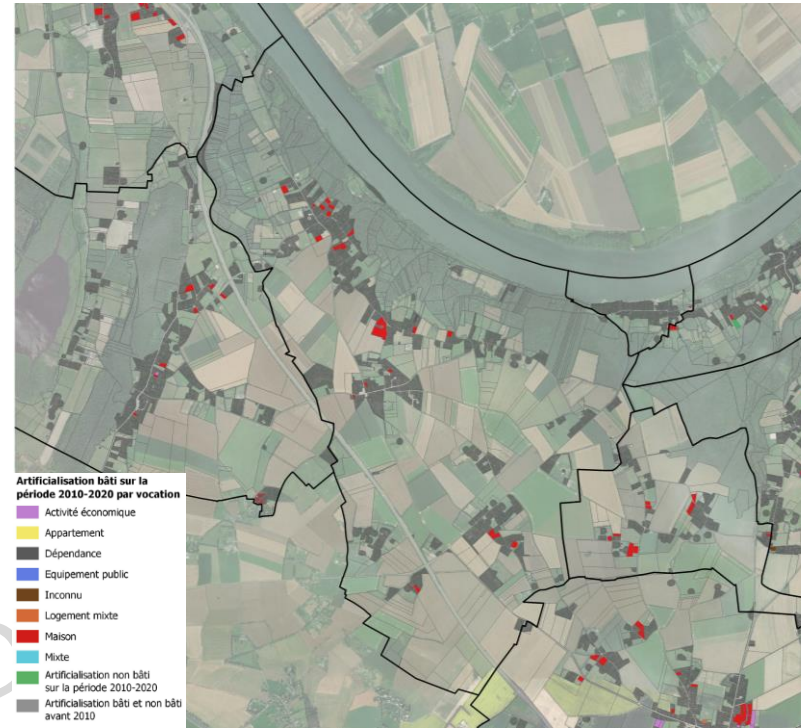 Artificialisation bâti sur la
période 2010-2020 par vocation
Activité économique
Appartement
Dépendance
Equipement public
Inconnu
Logement mixte
Maison
Mixte
Artificialisation non bâti
sur la période 2010-2020
Artificialisation bâti et non bâti
avant 2010